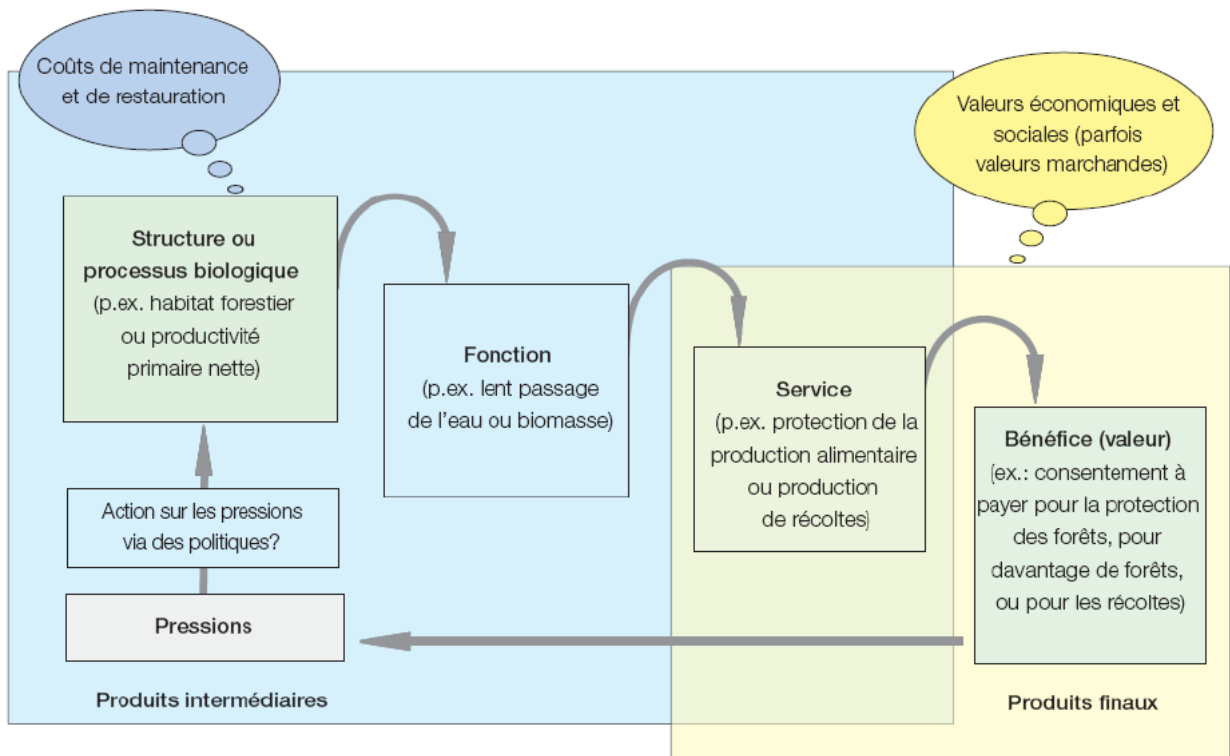 Coûts de maintenance
et de restauration
Valeurs économiques et
sociales (parfois
valeurs marchandes)
Structure ou
processus biologique
(p.ex. habitat forestier
ou productivité
primaire nette)
Fonction
(p.ex. lent passage
de l'eau ou biomasse)
Service
(p.ex. protection de la
production alimentaire
ou production
de récoltes)
Bénéfice (valeur)
(ex.: consentement à
payer pour la protection
des forêts, pour
davantage de forêts,
ou pour les récoltes)
Action sur les pressions
via des politiques?
Pressions
Produits intermédiaires
Produits finaux